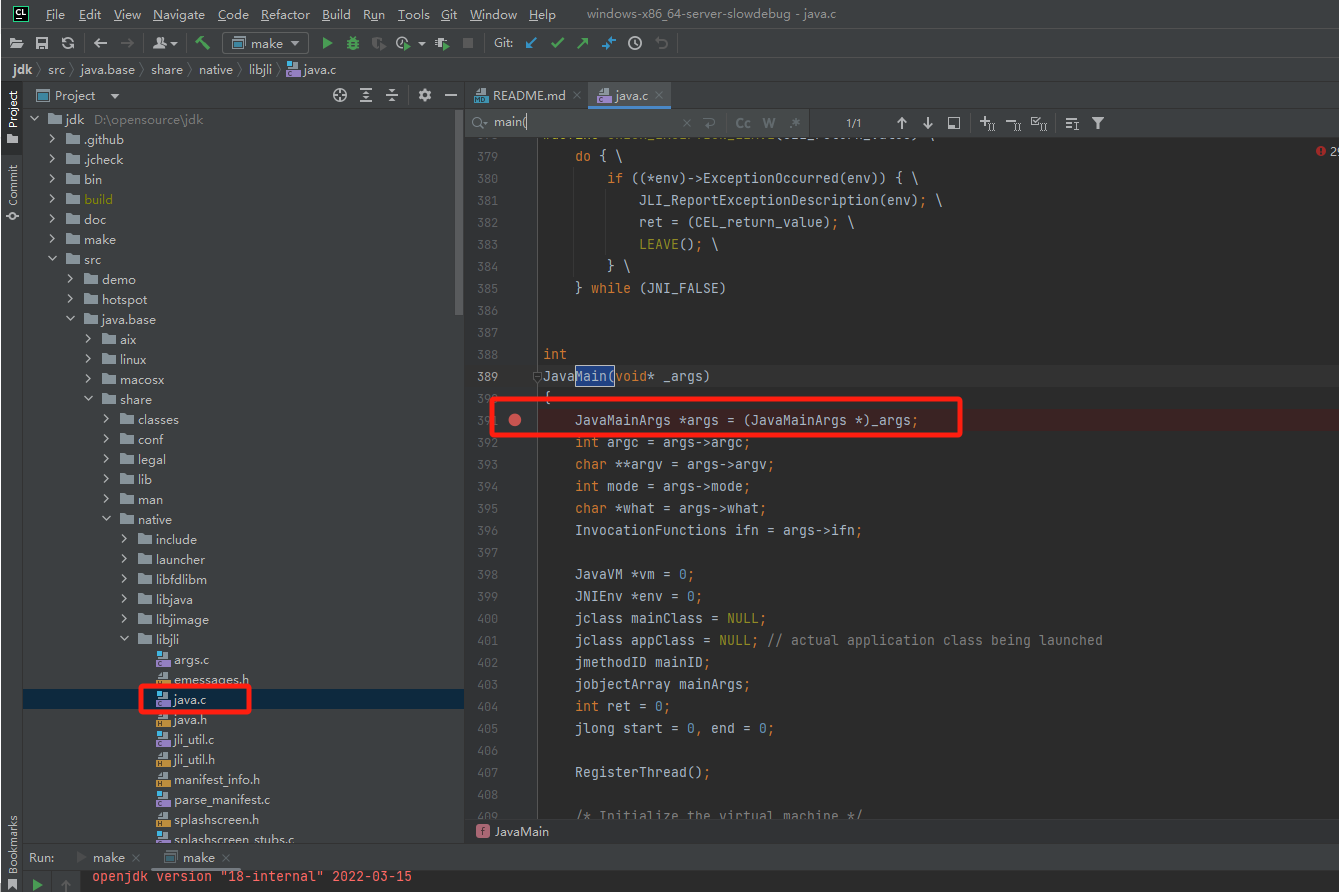 CL File Edit View Navigate Code Refactor Build Run Tools Git Window Help windows-x86_64-server-slowdebug - java.c
make Git:
jdk src java.base share native libjli java.c
Project
Project
Commit
Bookmarks
jdk D:\opensource\jdk
.github
.jcheck
bin
build
doc
make
src
demo
hotspot
java.base
aix
linux
macosx
share
classes
conf
legal
lib
man
native
include
launcher
libfdlibm
libjava
libjimage
libjli
args.c
emessages.h
java.c
java.h
jli_util.c
jli_util.h
manifest_info.h
parse_manifest.c
splashscreen.h
splashscreen_stubs.c
README.md java.c
main( Cc W .* 1/1
379 do { \
380 if ((*env)->ExceptionOccurred(env)) { \
381 JLI_ReportExceptionDescription(env); \
382 ret = (CEL_return_value); \
383 LEAVE(); \
384 } \
385 } while (JNI_FALSE)
386
387
388 int
389 JavaMain(void* _args)
{
391 JavaMainArgs *args = (JavaMainArgs *)_args;
392 int argc = args->argc;
393 char **argv = args->argv;
394 int mode = args->mode;
395 char *what = args->what;
396 InvocationFunctions ifn = args->ifn;
397
398 JavaVM *vm = 0;
399 JNIEnv *env = 0;
400 jclass mainClass = NULL;
401 jclass appClass = NULL; // actual application class being launched
402 jmethodID mainID;
403 jobjectArray mainArgs;
404 int ret = 0;
405 jlong start = 0, end = 0;
406
407 RegisterThread();
408
409 /* Initialize the virtual machine */
JavaMain
Run: make make
openjdk version "18-internal" 2022-03-15